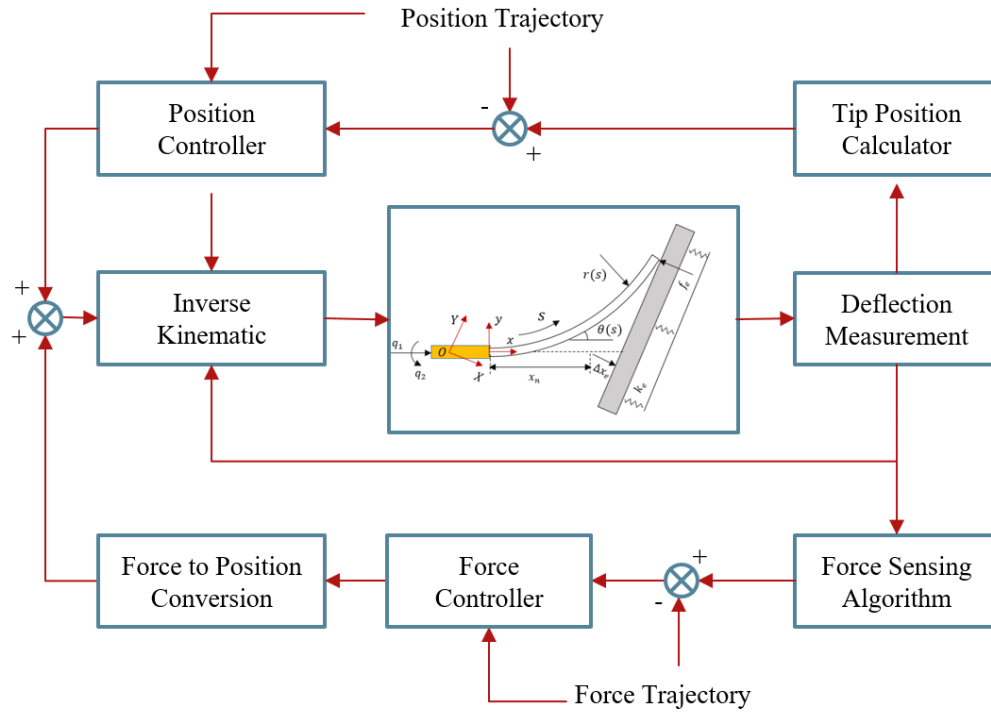 Position Trajectory
-
+
Position
Controller
Tip Position
Calculator
+
+
Inverse
Kinematic
q₁
q₂
O
Y
X
y
x
S
r(s)
θ(s)
xₙ
Δxₑ
fₑ
kₑ
Deflection
Measurement
Force to Position
Conversion
Force
Controller
+
-
Force Sensing
Algorithm
Force Trajectory